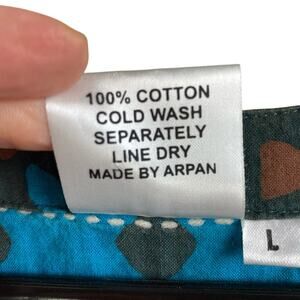 100% COTTON
COLD WASH
SEPARATELY
LINE DRY
MADE BY ARPAN
L